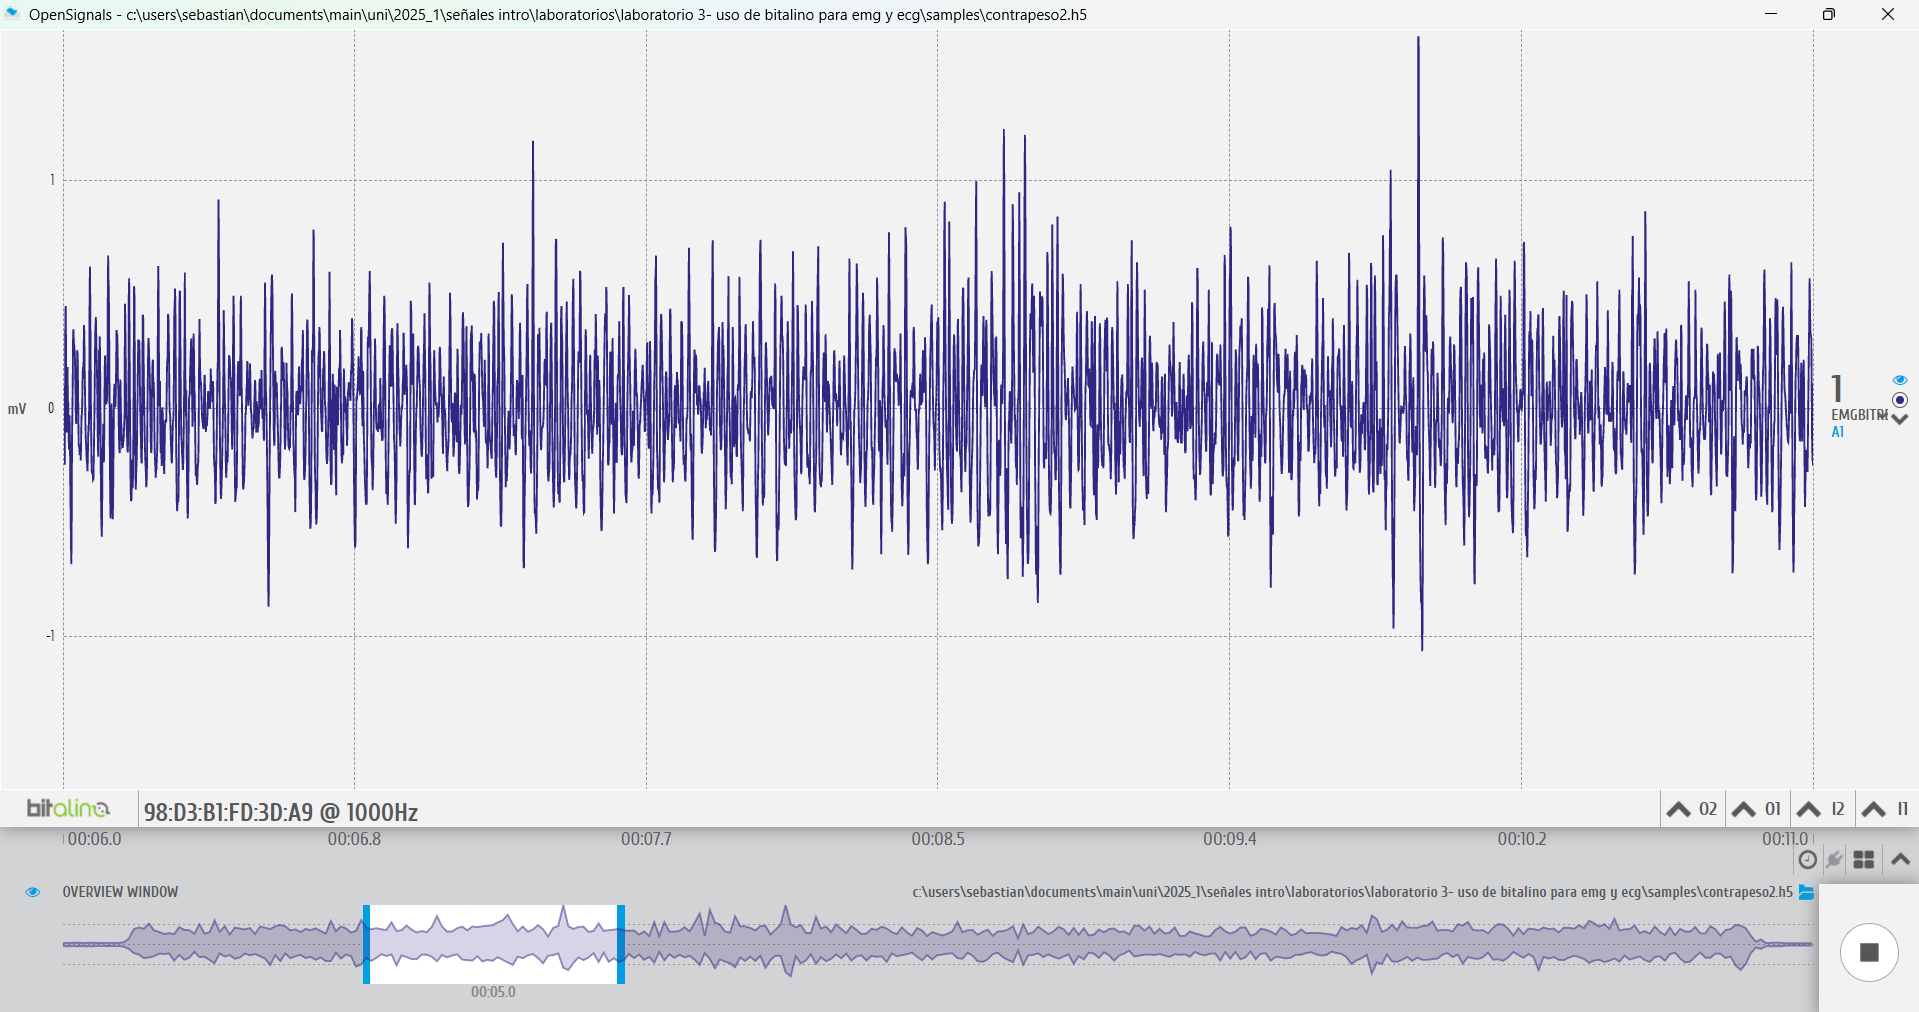 OpenSignals - c:\users\sebastian\documents\main\uni\2025_1\señales intro\laboratorios\laboratorio 3- uso de bitalino para emg y ecg\samples\contrapeso2.h5
1
mV 0
-1
1
EMGBITREV
A1
bitalino 98:D3:B1:FD:3D:A9 @ 1000Hz O2 O1 I2 I1
00:06.0 00:06.8 00:07.7 00:08.5 00:09.4 00:10.2 00:11.0
OVERVIEW WINDOW c:\users\sebastian\documents\main\uni\2025_1\señales intro\laboratorios\laboratorio 3- uso de bitalino para emg y ecg\samples\contrapeso2.h5
00:05.0